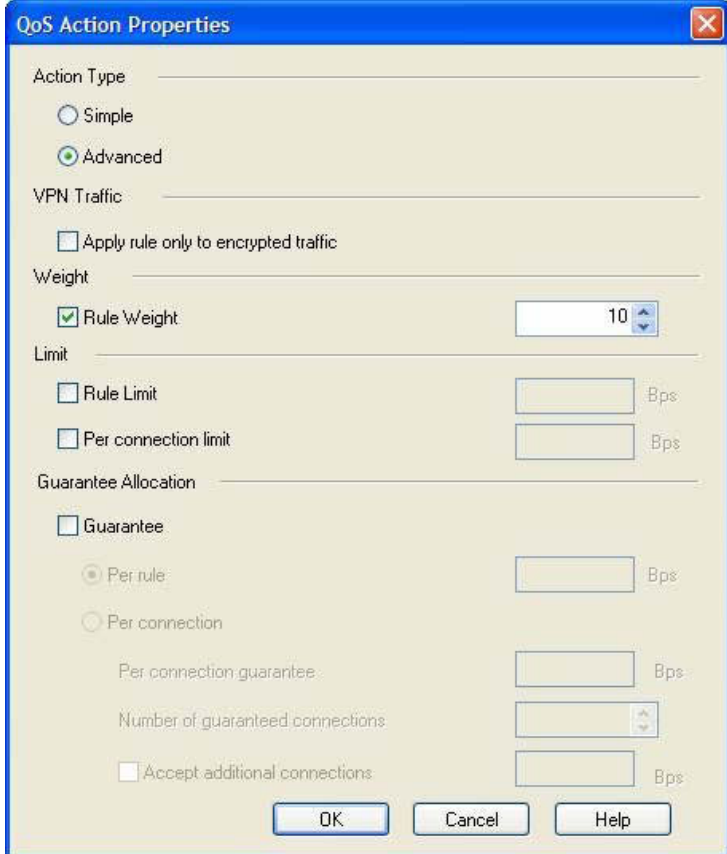 QoS Action Properties
Action Type
Simple
Advanced
VPN Traffic
Apply rule only to encrypted traffic
Weight
Rule Weight 10
Limit
Rule Limit Bps
Per connection limit Bps
Guarantee Allocation
Guarantee
Per rule Bps
Per connection
Per connection guarantee Bps
Number of guaranteed connections
Accept additional connections Bps
OK Cancel Help